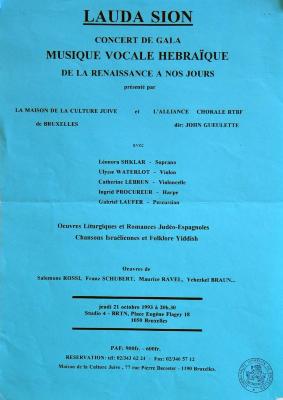 LAUDA SION
CONCERT DE GALA
MUSIQUE VOCALE HEBRAÏQUE
DE LA RENAISSANCE A NOS JOURS
présenté par
LA MAISON DE LA CULTURE JUIVE et L'ALLIANCE CHORALE RTBF
de BRUXELLES dir: JOHN GUEULETTE
avec
Léonora SHKLAR - Soprano
Ulysse WATERLOT - Violon
Catherine LEBRUN - Violoncelle
Ingrid PROCUREUR - Harpe
Gabriel LAUFER - Percussion
Oeuvres Liturgiques et Romances Judéo-Espagnoles
Chansons Israéliennes et Folklore Yiddish
Oeuvres de
Salomone ROSSI, Franz SCHUBERT, Maurice RAVEL, Yehezkel BRAUN...
jeudi 21 octobre 1993 à 20h.30
Studio 4 - BRTN, Place Eugène Flagey 18
1050 Bruxelles
PAF: 900fr. - 600fr.
RESERVATION: tél: 02/343 62 24 - Fax: 02/346 57 12
Maison de la Culture Juive, 77 rue Pierre Decoster - 1190 Bruxelles.